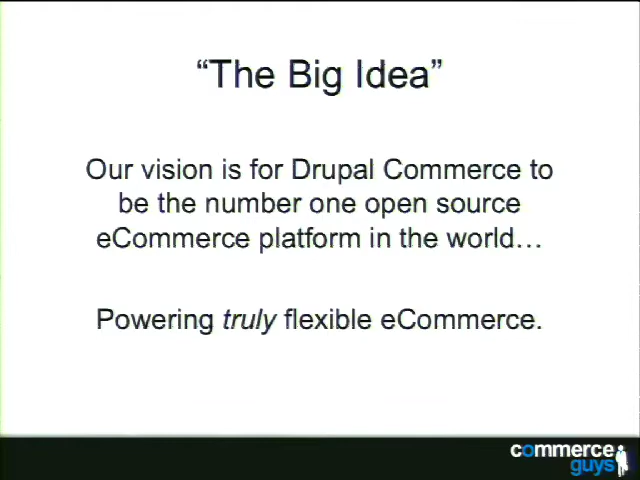 “The Big Idea”
Our vision is for Drupal Commerce to
be the number one open source
eCommerce platform in the world…
Powering truly flexible eCommerce.
commerce
guys